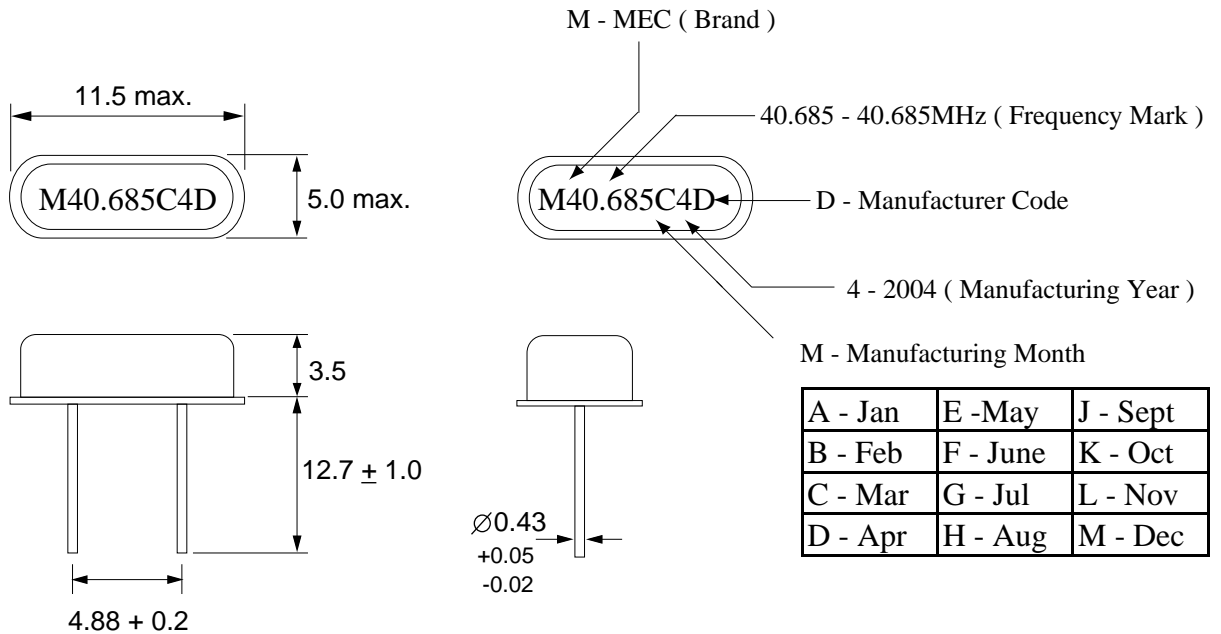 M - MEC ( Brand )
11.5 max.
40.685 - 40.685MHz ( Frequency Mark )
M40.685C4D
5.0 max.
M40.685C4D
D - Manufacturer Code
4 - 2004 ( Manufacturing Year )
M - Manufacturing Month
3.5
12.7 ± 1.0
4.88 + 0.2
∅0.43
+0.05
-0.02
A - Jan E -May J - Sept
B - Feb F - June K - Oct
C - Mar G - Jul L - Nov
D - Apr H - Aug M - Dec